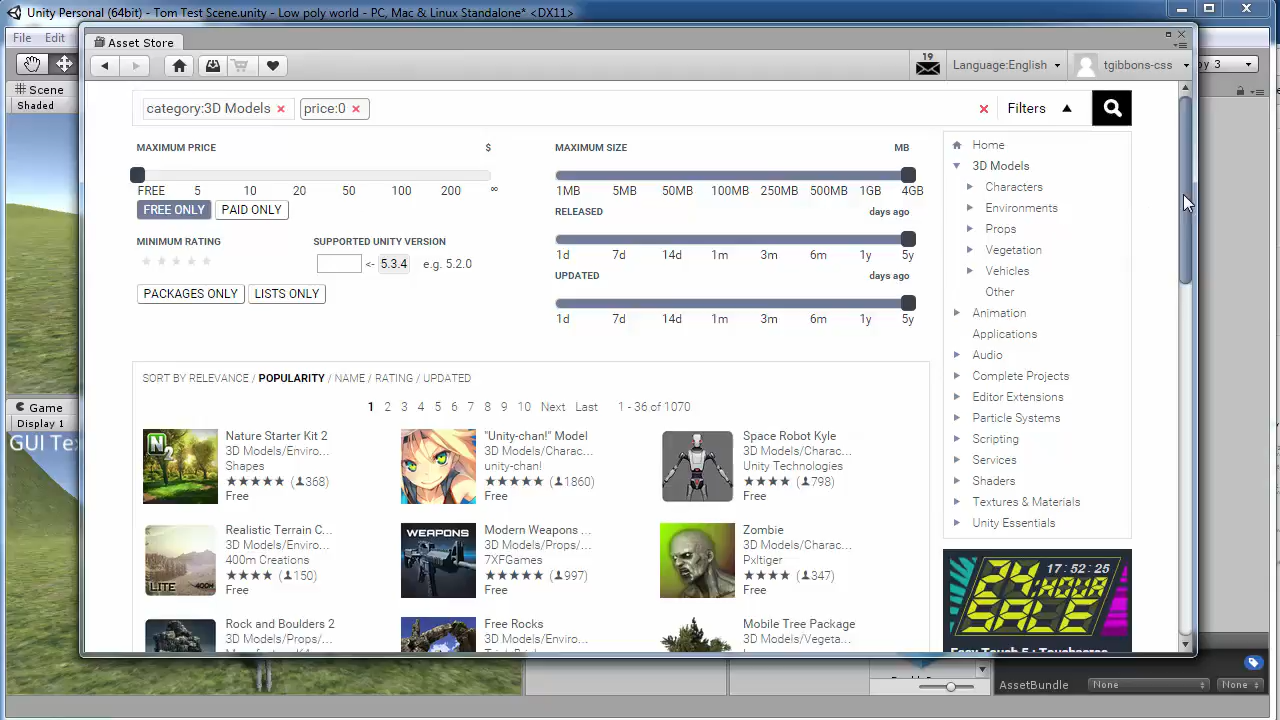 Unity Personal (64bit) - Tom Test Scene.unity - Low poly world - PC, Mac & Linux Standalone* <DX11>
File Edit
Asset Store
19
Language:English
tgibbons-css
by 3
Scene
Shaded
category:3D Models × price:0 ×
× Filters
MAXIMUM PRICE $
FREE 5 10 20 50 100 200 ∞
FREE ONLY PAID ONLY
MINIMUM RATING
SUPPORTED UNITY VERSION
<- 5.3.4 e.g. 5.2.0
PACKAGES ONLY LISTS ONLY
MAXIMUM SIZE MB
1MB 5MB 50MB 100MB 250MB 500MB 1GB 4GB
RELEASED days ago
1d 7d 14d 1m 3m 6m 1y 5y
UPDATED days ago
1d 7d 14d 1m 3m 6m 1y 5y
Home
3D Models
Characters
Environments
Props
Vegetation
Vehicles
Other
Animation
Applications
Audio
Complete Projects
Editor Extensions
Particle Systems
Scripting
Services
Shaders
Textures & Materials
Unity Essentials
SORT BY RELEVANCE / POPULARITY / NAME / RATING / UPDATED
1 2 3 4 5 6 7 8 9 10 Next Last 1 - 36 of 1070
N2
Nature Starter Kit 2
3D Models/Enviro...
Shapes
★★★★★ (368)
Free
"Unity-chan!" Model
3D Models/Charac...
unity-chan!
★★★★★ (1860)
Free
Space Robot Kyle
3D Models/Charac...
Unity Technologies
★★★★ (798)
Free
LITE 400M
Realistic Terrain C...
3D Models/Enviro...
400m Creations
★★★★ (150)
Free
WEAPONS
Modern Weapons ...
3D Models/Props/...
7XFGames
★★★★★ (997)
Free
Zombie
3D Models/Charac...
Pxltiger
★★★★ (347)
Free
Rock and Boulders 2
3D Models/Props/...
Free Rocks
3D Models/Enviro...
Mobile Tree Package
3D Models/Vegeta...
17:52:25
24 HOUR
SALE
Game
Display 1
GUI Tex
AssetBundle None None